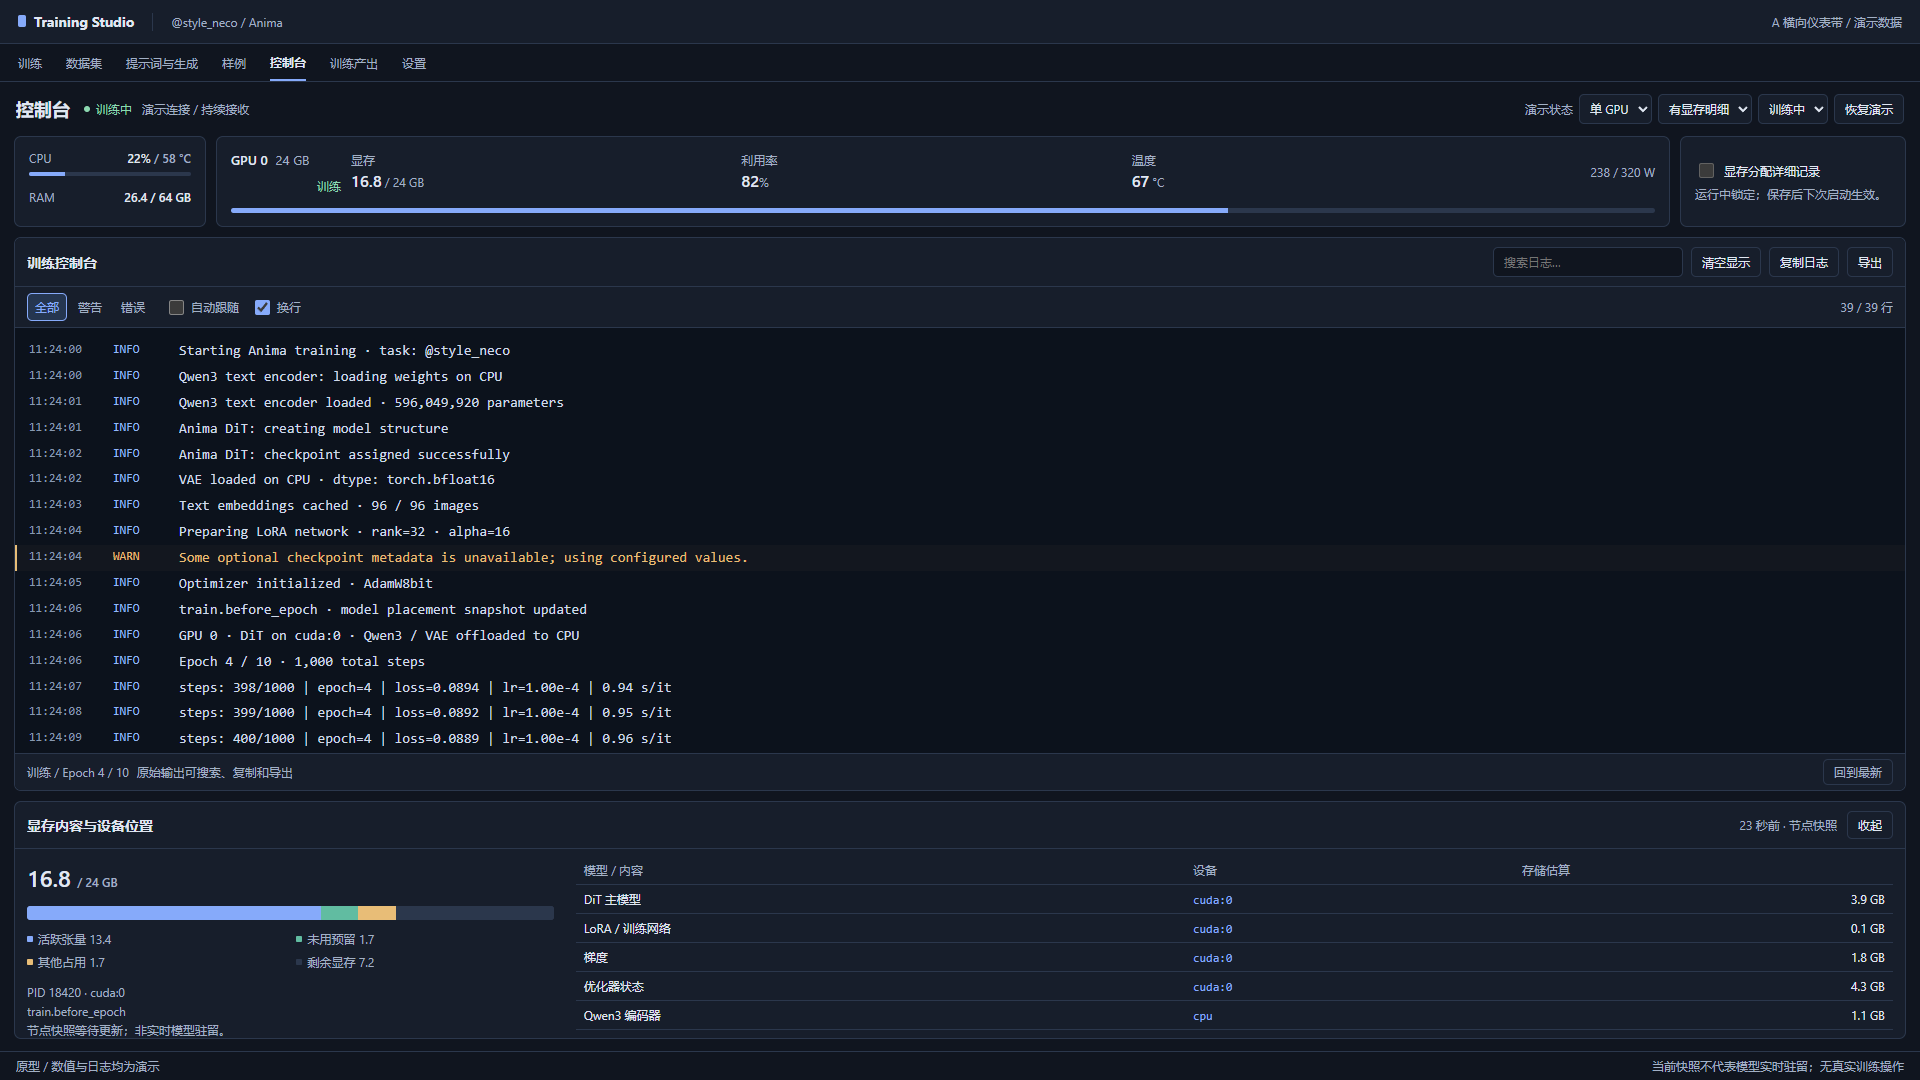 Training Studio @style_neco / Anima A 横向仪表带 / 演示数据
训练 数据集 提示词与生成 样例 控制台 训练产出 设置
控制台 训练中 演示连接 / 持续接收 演示状态 单 GPU 有显存明细 训练中 恢复演示
CPU 22% / 58 °C
RAM 26.4 / 64 GB
GPU 0 24 GB 显存 利用率 温度
训练 16.8 / 24 GB 82% 67 °C 238 / 320 W
显存分配详细记录
运行中锁定；保存后下次启动生效。
训练控制台 搜索日志... 清空显示 复制日志 导出
全部 警告 错误 自动跟随 换行 39 / 39 行
11:24:00 INFO Starting Anima training · task: @style_neco
11:24:00 INFO Qwen3 text encoder: loading weights on CPU
11:24:01 INFO Qwen3 text encoder loaded · 596,049,920 parameters
11:24:01 INFO Anima DiT: creating model structure
11:24:02 INFO Anima DiT: checkpoint assigned successfully
11:24:02 INFO VAE loaded on CPU · dtype: torch.bfloat16
11:24:03 INFO Text embeddings cached · 96 / 96 images
11:24:04 INFO Preparing LoRA network · rank=32 · alpha=16
11:24:04 WARN Some optional checkpoint metadata is unavailable; using configured values.
11:24:05 INFO Optimizer initialized · AdamW8bit
11:24:06 INFO train.before_epoch · model placement snapshot updated
11:24:06 INFO GPU 0 · DiT on cuda:0 · Qwen3 / VAE offloaded to CPU
11:24:06 INFO Epoch 4 / 10 · 1,000 total steps
11:24:07 INFO steps: 398/1000 | epoch=4 | loss=0.0894 | lr=1.00e-4 | 0.94 s/it
11:24:08 INFO steps: 399/1000 | epoch=4 | loss=0.0892 | lr=1.00e-4 | 0.95 s/it
11:24:09 INFO steps: 400/1000 | epoch=4 | loss=0.0889 | lr=1.00e-4 | 0.96 s/it
训练 / Epoch 4 / 10 原始输出可搜索、复制和导出 回到最新
显存内容与设备位置 23 秒前 · 节点快照 收起
16.8 / 24 GB
活跃张量 13.4 未用预留 1.7
其他占用 1.7 剩余显存 7.2
PID 18420 · cuda:0
train.before_epoch
节点快照等待更新；非实时模型驻留。
模型 / 内容 设备 存储估算
DiT 主模型 cuda:0 3.9 GB
LoRA / 训练网络 cuda:0 0.1 GB
梯度 cuda:0 1.8 GB
优化器状态 cuda:0 4.3 GB
Qwen3 编码器 cpu 1.1 GB
原型 / 数值与日志均为演示 当前快照不代表模型实时驻留；无真实训练操作